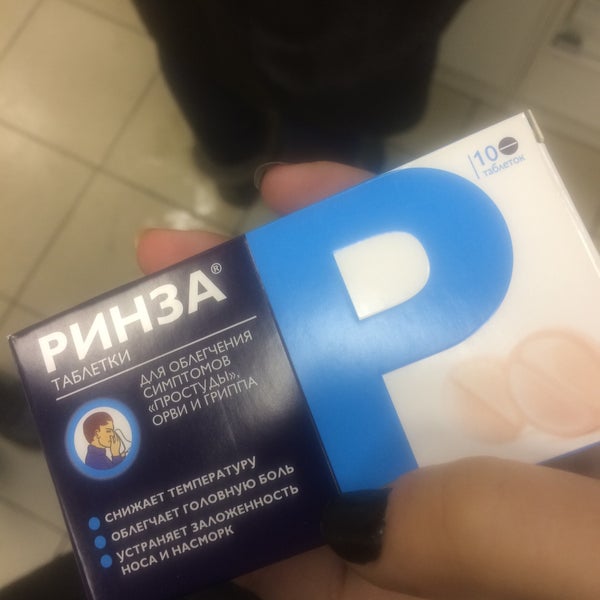 РИНЗА®
ТАБЛЕТКИ
ДЛЯ ОБЛЕГЧЕНИЯ
СИМПТОМОВ
«ПРОСТУДЫ»,
ОРВИ И ГРИППА
СНИЖАЕТ ТЕМПЕРАТУРУ
ОБЛЕГЧАЕТ ГОЛОВНУЮ БОЛЬ
УСТРАНЯЕТ ЗАЛОЖЕННОСТЬ
НОСА И НАСМОРК
Р
10
таблеток